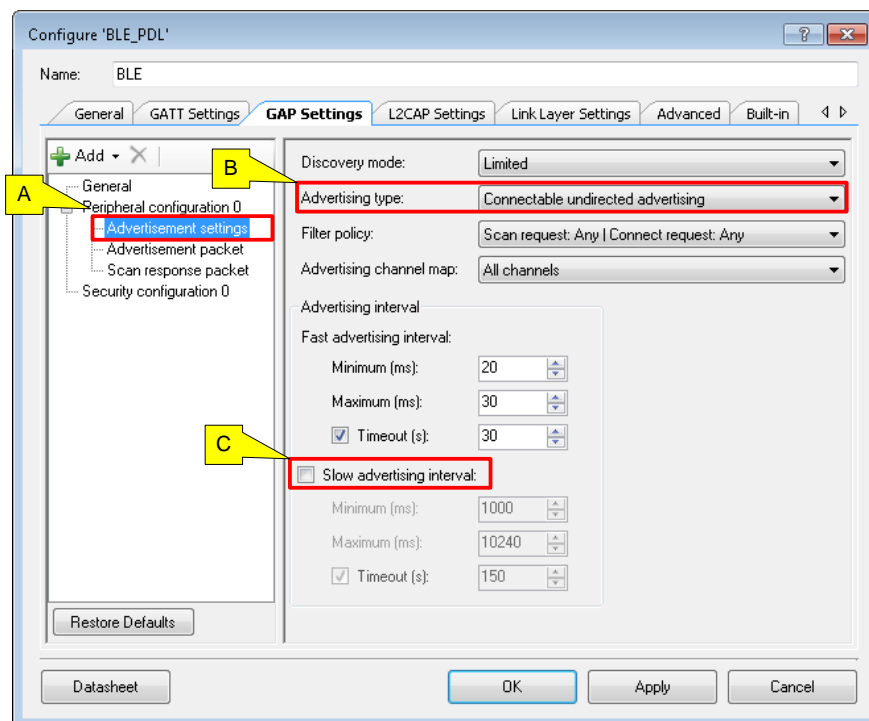 Configure 'BLE_PDL'
Name: BLE
General GATT Settings GAP Settings L2CAP Settings Link Layer Settings Advanced Built-in
Add
General
Peripheral configuration 0
Advertisement settings
Advertisement packet
Scan response packet
Security configuration 0
A
B
C
Discovery mode: Limited
Advertising type: Connectable undirected advertising
Filter policy: Scan request: Any | Connect request: Any
Advertising channel map: All channels
Advertising interval
Fast advertising interval:
Minimum (ms): 20
Maximum (ms): 30
Timeout (s): 30
Slow advertising interval:
Minimum (ms): 1000
Maximum (ms): 10240
Timeout (s): 150
Restore Defaults
Datasheet OK Apply Cancel